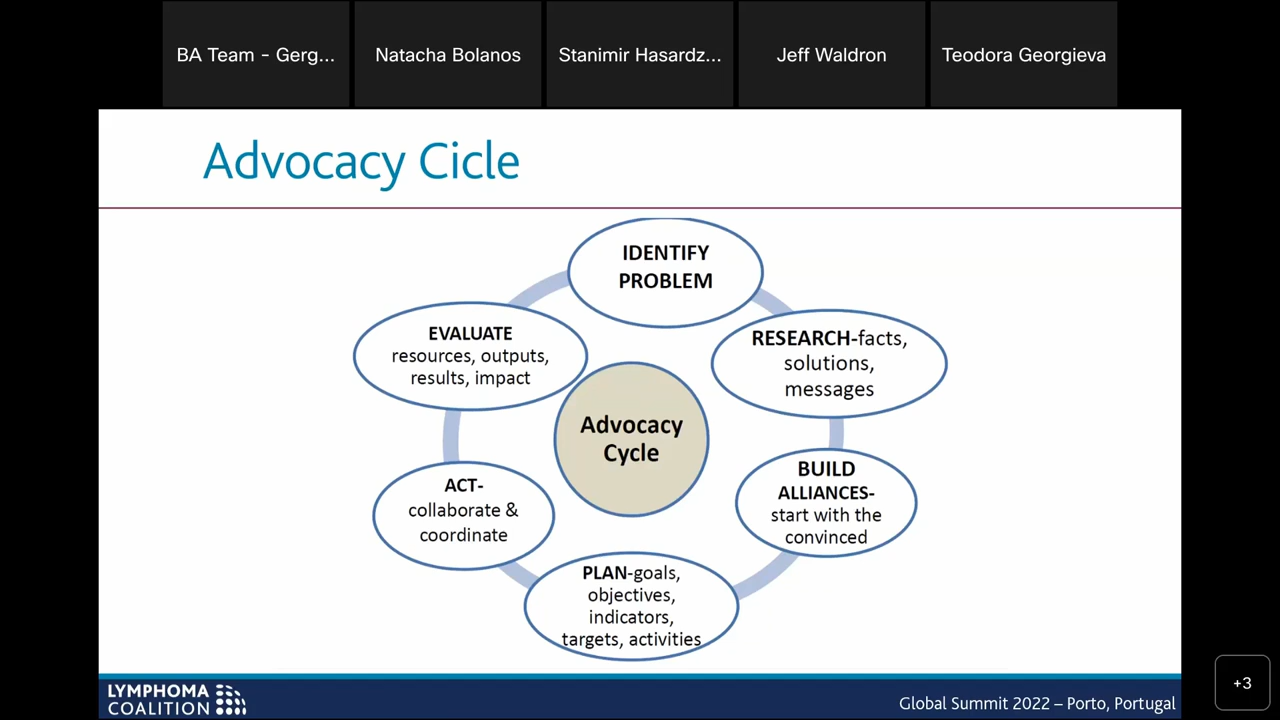 BA Team - Gerg...
Natacha Bolanos
Stanimir Hasardz...
Jeff Waldron
Teodora Georgieva
Advocacy Cicle
IDENTIFY
PROBLEM
RESEARCH-facts,
solutions,
messages
BUILD
ALLIANCES-
start with the
convinced
PLAN-goals,
objectives,
indicators,
targets, activities
ACT-
collaborate &
coordinate
EVALUATE
resources, outputs,
results, impact
Advocacy
Cycle
LYMPHOMA
COALITION
Global Summit 2022 – Porto, Portugal
+3